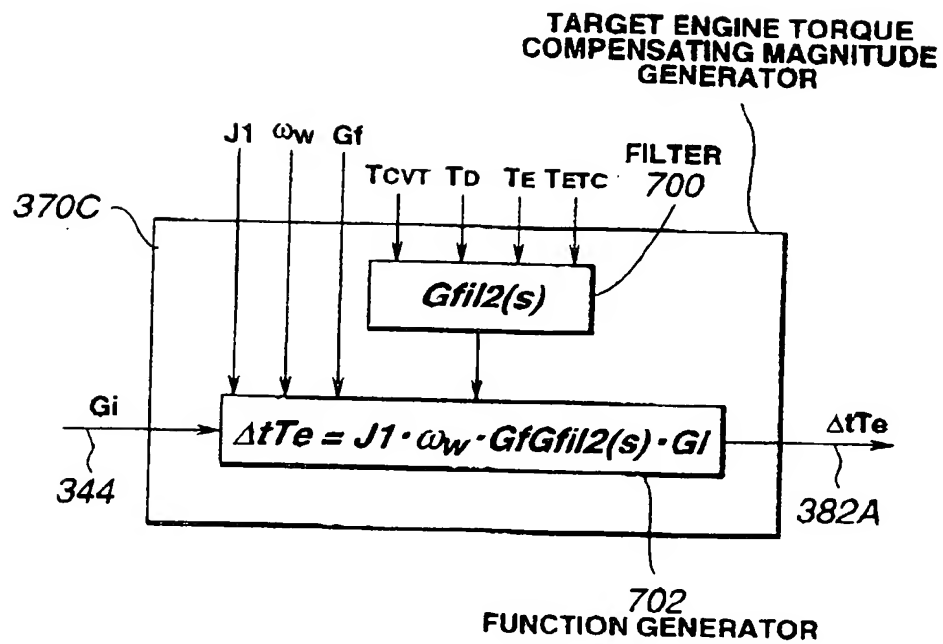 TARGET ENGINE TORQUE
COMPENSATING MAGNITUDE
GENERATOR
J1 ωw Gf
TCVT TD TE TETC
FILTER
700
370C
Gfil2(s)
Gi
ΔtTe = J1·ωw·GfGfil2(s)·GI
ΔtTe
344
382A
702
FUNCTION GENERATOR